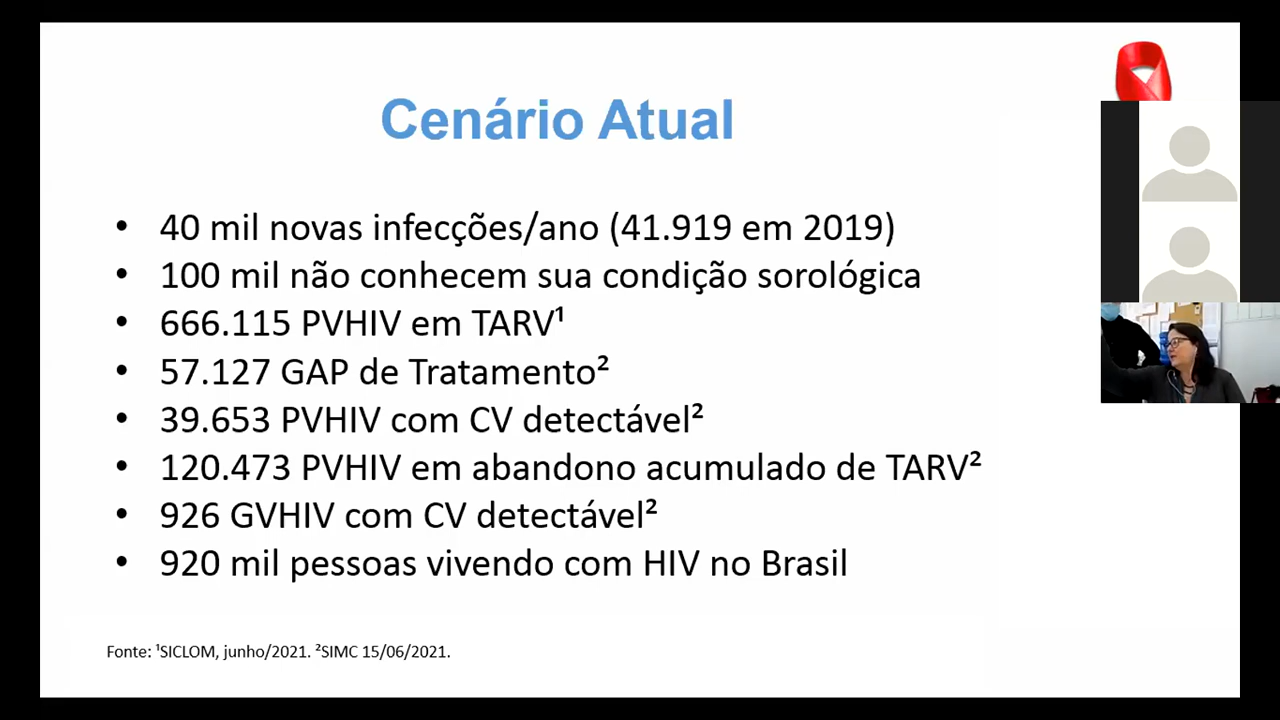 Cenário Atual
• 40 mil novas infecções/ano (41.919 em 2019)
• 100 mil não conhecem sua condição sorológica
• 666.115 PVHIV em TARV¹
• 57.127 GAP de Tratamento²
• 39.653 PVHIV com CV detectável²
• 120.473 PVHIV em abandono acumulado de TARV²
• 926 GVHIV com CV detectável²
• 920 mil pessoas vivendo com HIV no Brasil
Fonte: ¹SICLOM, junho/2021. ²SIMC 15/06/2021.